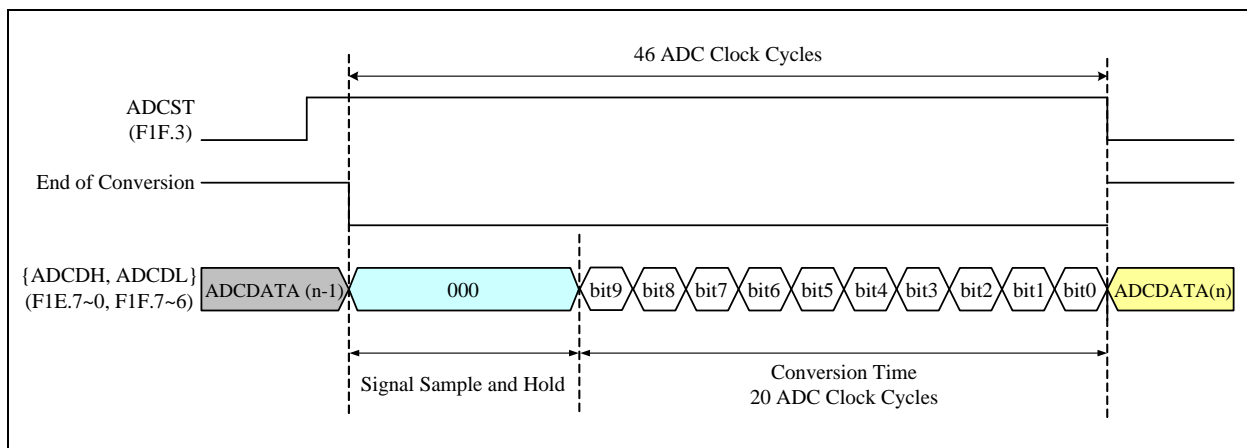 46 ADC Clock Cycles
ADCST
(F1F.3)
End of Conversion
{ADCDH, ADCDL}
(F1E.7~0, F1F.7~6)
ADCDATA (n-1)
000
bit9
bit8
bit7
bit6
bit5
bit4
bit3
bit2
bit1
bit0
ADCDATA(n)
Signal Sample and Hold
Conversion Time
20 ADC Clock Cycles